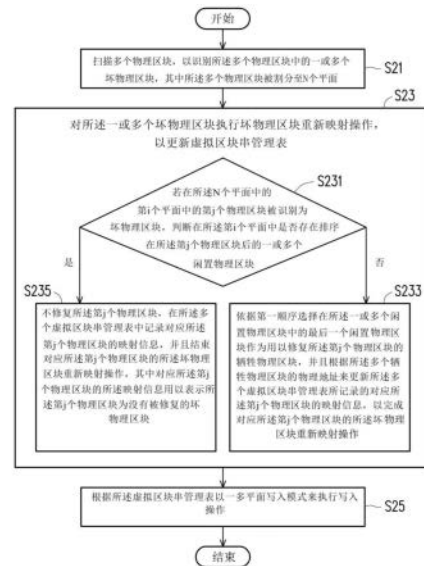 开始
扫描多个物理区块，以识别所述多个物理区块中的一或多个
坏物理区块，其中所述多个物理区块被划分至N个平面
S21
S23
对所述一或多个坏物理区块执行坏物理区块重新映射操作，
以更新虚拟区块串管理表
S231
若在所述N个平面中的
第i个平面中的第j个物理区块被识别为
坏物理区块，判断在所述第i个平面中是否存在排序
在所述第j个物理区块后的一或多个
闲置物理区块
是
否
S235
不修复所述第j个物理区块，在所述多
个虚拟区块串管理表中记录对应所述
第j个物理区块的映射信息，并且结束
对应所述第j个物理区块的所述坏物理
区块重新映射操作，其中对应所述第j
个物理区块的所述映射信息用以表示所
述第j个物理区块为没有被修复的坏
物理区块
S233
依据第一顺序选择在所述一或多个闲
置物理区块中的最后一个闲置物理区
块作为用以修复所述第j个物理区块的
牺牲物理区块，并且根据所述多个牺
牲物理区块的物理地址来更新所述多
个虚拟区块串管理表所记录的对应所
述第j个物理区块的映射信息，以完成
对应所述第j个物理区块的所述坏物理
区块重新映射操作
根据所述虚拟区块串管理表以一多平面写入模式来执行写入
操作
S25
结束